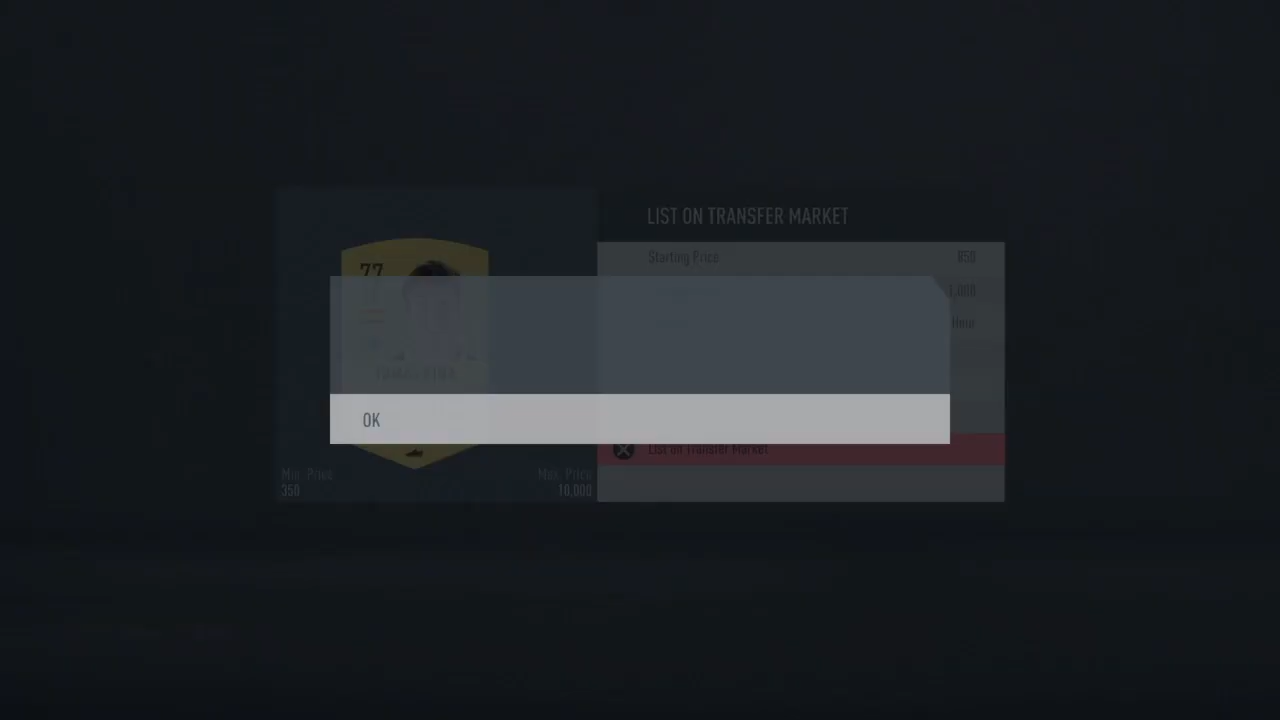 LIST ON TRANSFER MARKET
Starting Price 850
77
1,000
Hour
OK
List on Transfer Market
Min. Price Max. Price
350 10,000